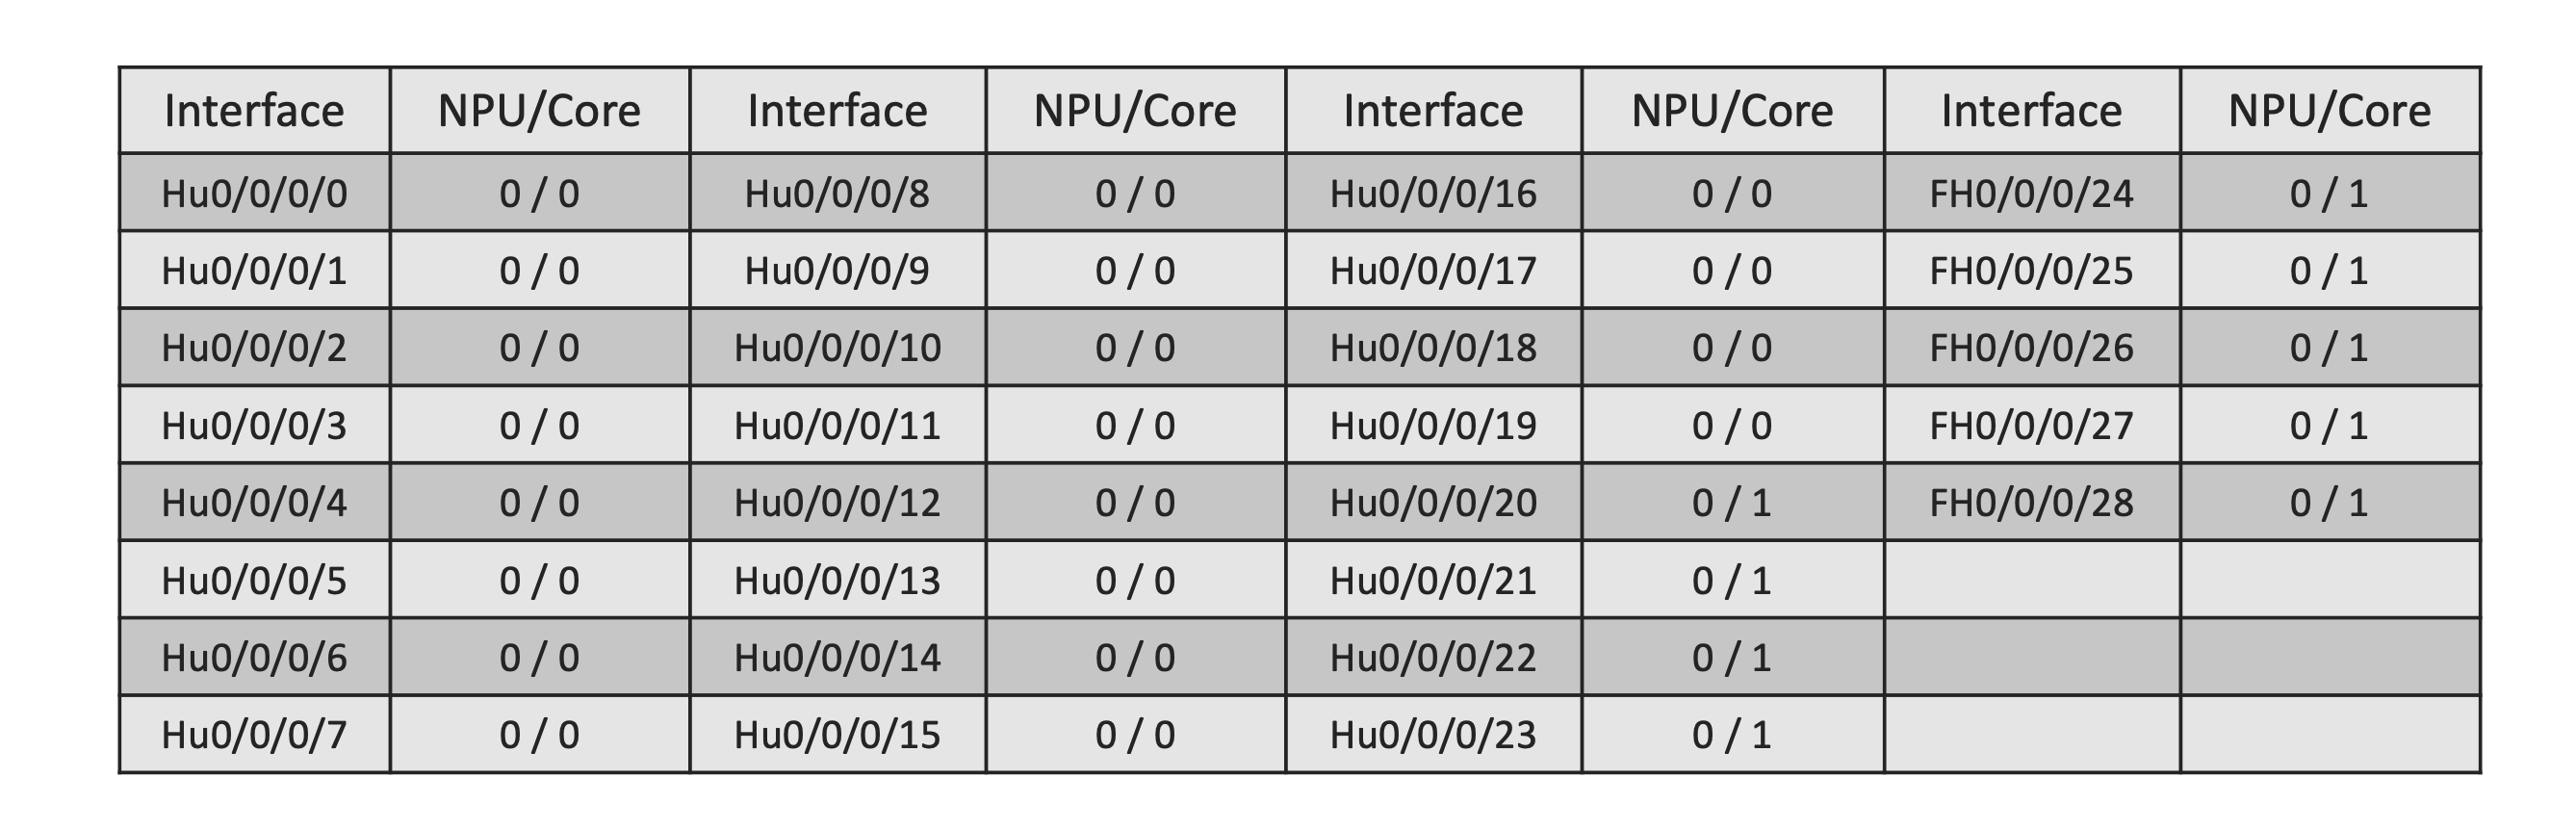 Interface NPU/Core Interface NPU/Core Interface NPU/Core Interface NPU/Core
Hu0/0/0/0 0 / 0 Hu0/0/0/8 0 / 0 Hu0/0/0/16 0 / 0 FH0/0/0/24 0 / 1
Hu0/0/0/1 0 / 0 Hu0/0/0/9 0 / 0 Hu0/0/0/17 0 / 0 FH0/0/0/25 0 / 1
Hu0/0/0/2 0 / 0 Hu0/0/0/10 0 / 0 Hu0/0/0/18 0 / 0 FH0/0/0/26 0 / 1
Hu0/0/0/3 0 / 0 Hu0/0/0/11 0 / 0 Hu0/0/0/19 0 / 0 FH0/0/0/27 0 / 1
Hu0/0/0/4 0 / 0 Hu0/0/0/12 0 / 0 Hu0/0/0/20 0 / 1 FH0/0/0/28 0 / 1
Hu0/0/0/5 0 / 0 Hu0/0/0/13 0 / 0 Hu0/0/0/21 0 / 1
Hu0/0/0/6 0 / 0 Hu0/0/0/14 0 / 0 Hu0/0/0/22 0 / 1
Hu0/0/0/7 0 / 0 Hu0/0/0/15 0 / 0 Hu0/0/0/23 0 / 1